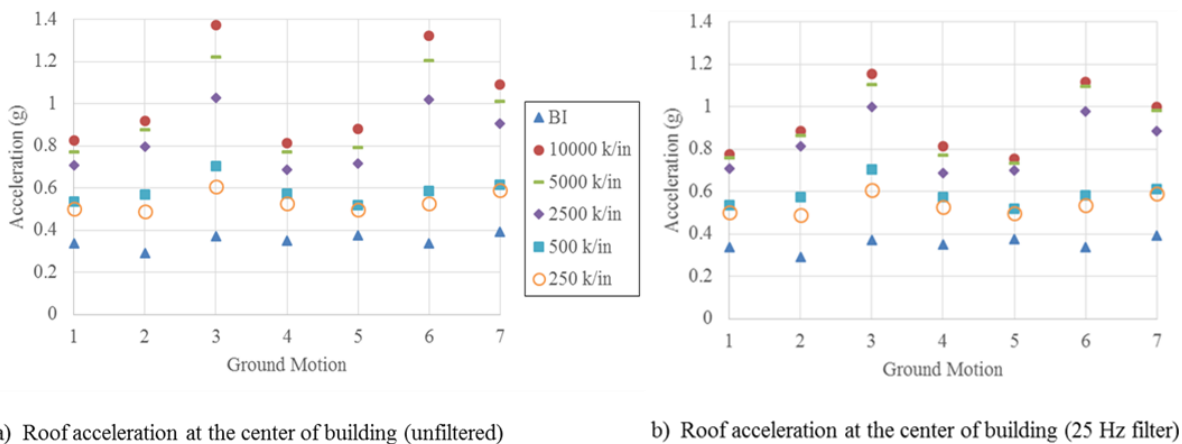 1.4
1.2
1
0.8
0.6
0.4
0.2
0
Acceleration (g)
1 2 3 4 5 6 7
Ground Motion
BI
10000 k/in
5000 k/in
2500 k/in
500 k/in
250 k/in
1.4
1.2
1
0.8
0.6
0.4
0.2
0
Acceleration (g)
1 2 3 4 5 6 7
Ground Motion
a) Roof acceleration at the center of building (unfiltered)
b) Roof acceleration at the center of building (25 Hz filter)